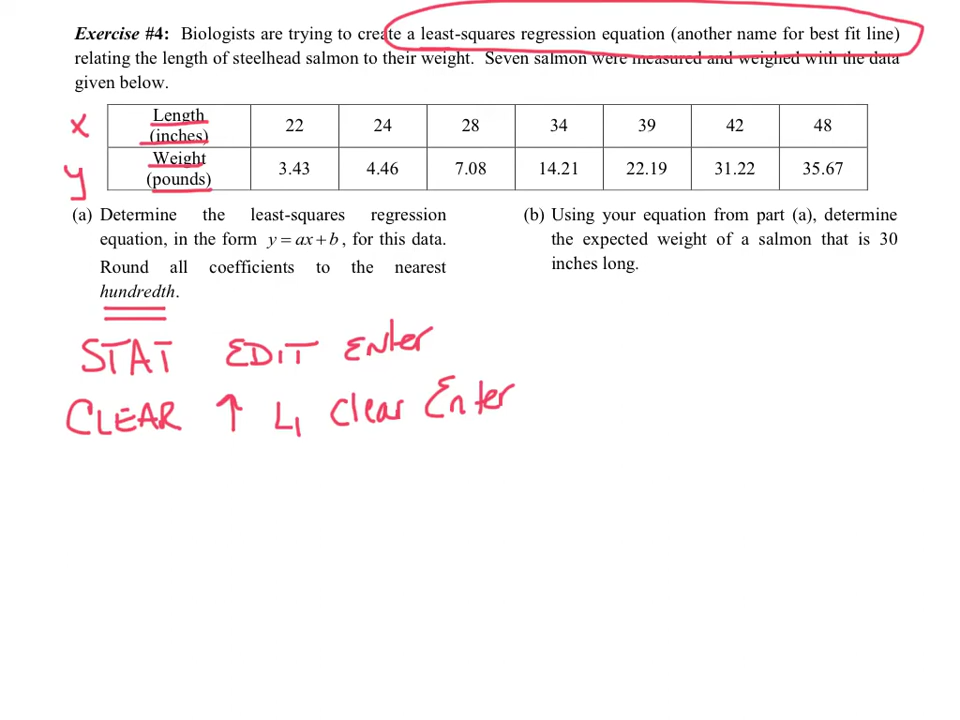 Exercise #4: Biologists are trying to create a least-squares regression equation (another name for best fit line)
relating the length of steelhead salmon to their weight. Seven salmon were measured and weighed with the data
given below.
x Length (inches) 22 24 28 34 39 42 48
y Weight (pounds) 3.43 4.46 7.08 14.21 22.19 31.22 35.67
(a) Determine the least-squares regression
equation, in the form y = ax + b, for this data.
Round all coefficients to the nearest
hundredth.
(b) Using your equation from part (a), determine
the expected weight of a salmon that is 30
inches long.
STAT EDIT Enter
CLEAR ↑ L1 Clear Enter